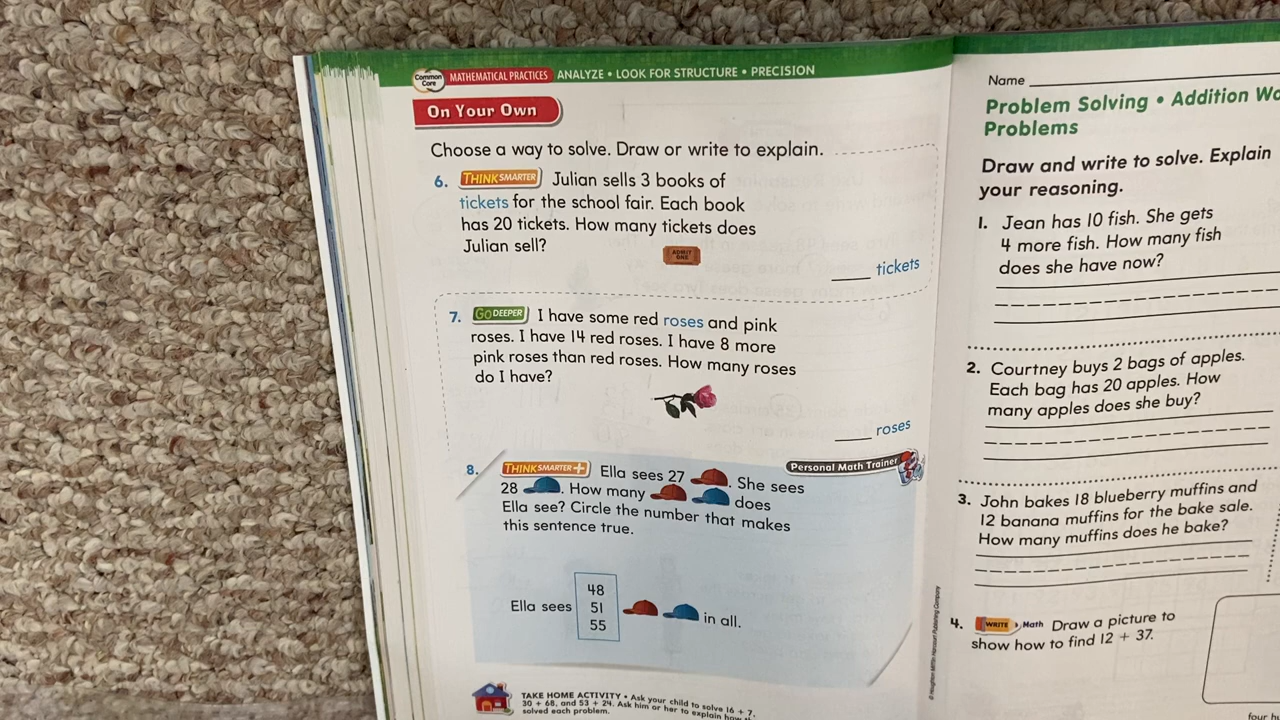 Common Core MATHEMATICAL PRACTICES ANALYZE • LOOK FOR STRUCTURE • PRECISION
On Your Own
Choose a way to solve. Draw or write to explain.
6. THINK SMARTER Julian sells 3 books of
tickets for the school fair. Each book
has 20 tickets. How many tickets does
Julian sell?
ADMIT ONE
tickets
7. GO DEEPER I have some red roses and pink
roses. I have 14 red roses. I have 8 more
pink roses than red roses. How many roses
do I have?
roses
Personal Math Trainer
8. THINK SMARTER + Ella sees 27 . She sees
28 . How many does
Ella see? Circle the number that makes
this sentence true.
48
Ella sees 51 in all.
55
TAKE HOME ACTIVITY • Ask your child to solve 16 + 7,
30 + 68, and 53 + 24. Ask him or her to explain how
solved each problem.
© Houghton Mifflin Harcourt Publishing Company
Name
Problem Solving • Addition
Problems
Draw and write to solve. Explain
your reasoning.
1. Jean has 10 fish. She gets
4 more fish. How many fish
does she have now?
2. Courtney buys 2 bags of apples.
Each bag has 20 apples. How
many apples does she buy?
3. John bakes 18 blueberry muffins and
12 banana muffins for the bake sale.
How many muffins does he bake?
4. WRITE Math Draw a picture to
show how to find 12 + 37.
four